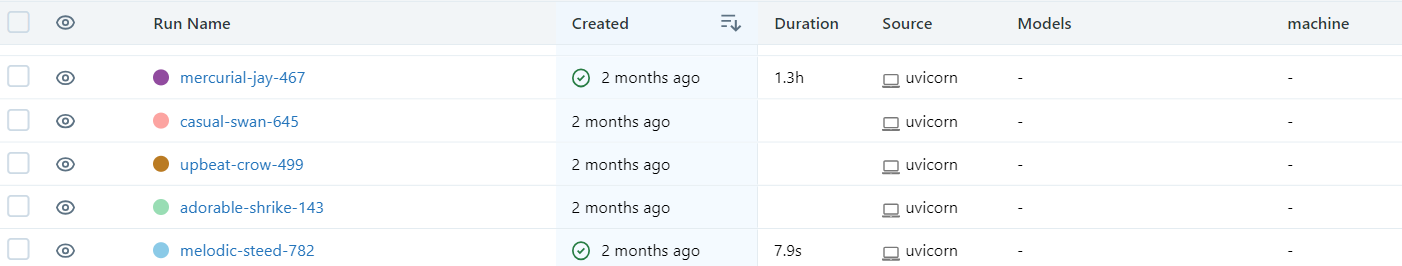 Run Name Created Duration Source Models machine
mercurial-jay-467 2 months ago 1.3h uvicorn - -
casual-swan-645 2 months ago uvicorn - -
upbeat-crow-499 2 months ago uvicorn - -
adorable-shrike-143 2 months ago uvicorn - -
melodic-steed-782 2 months ago 7.9s uvicorn - -